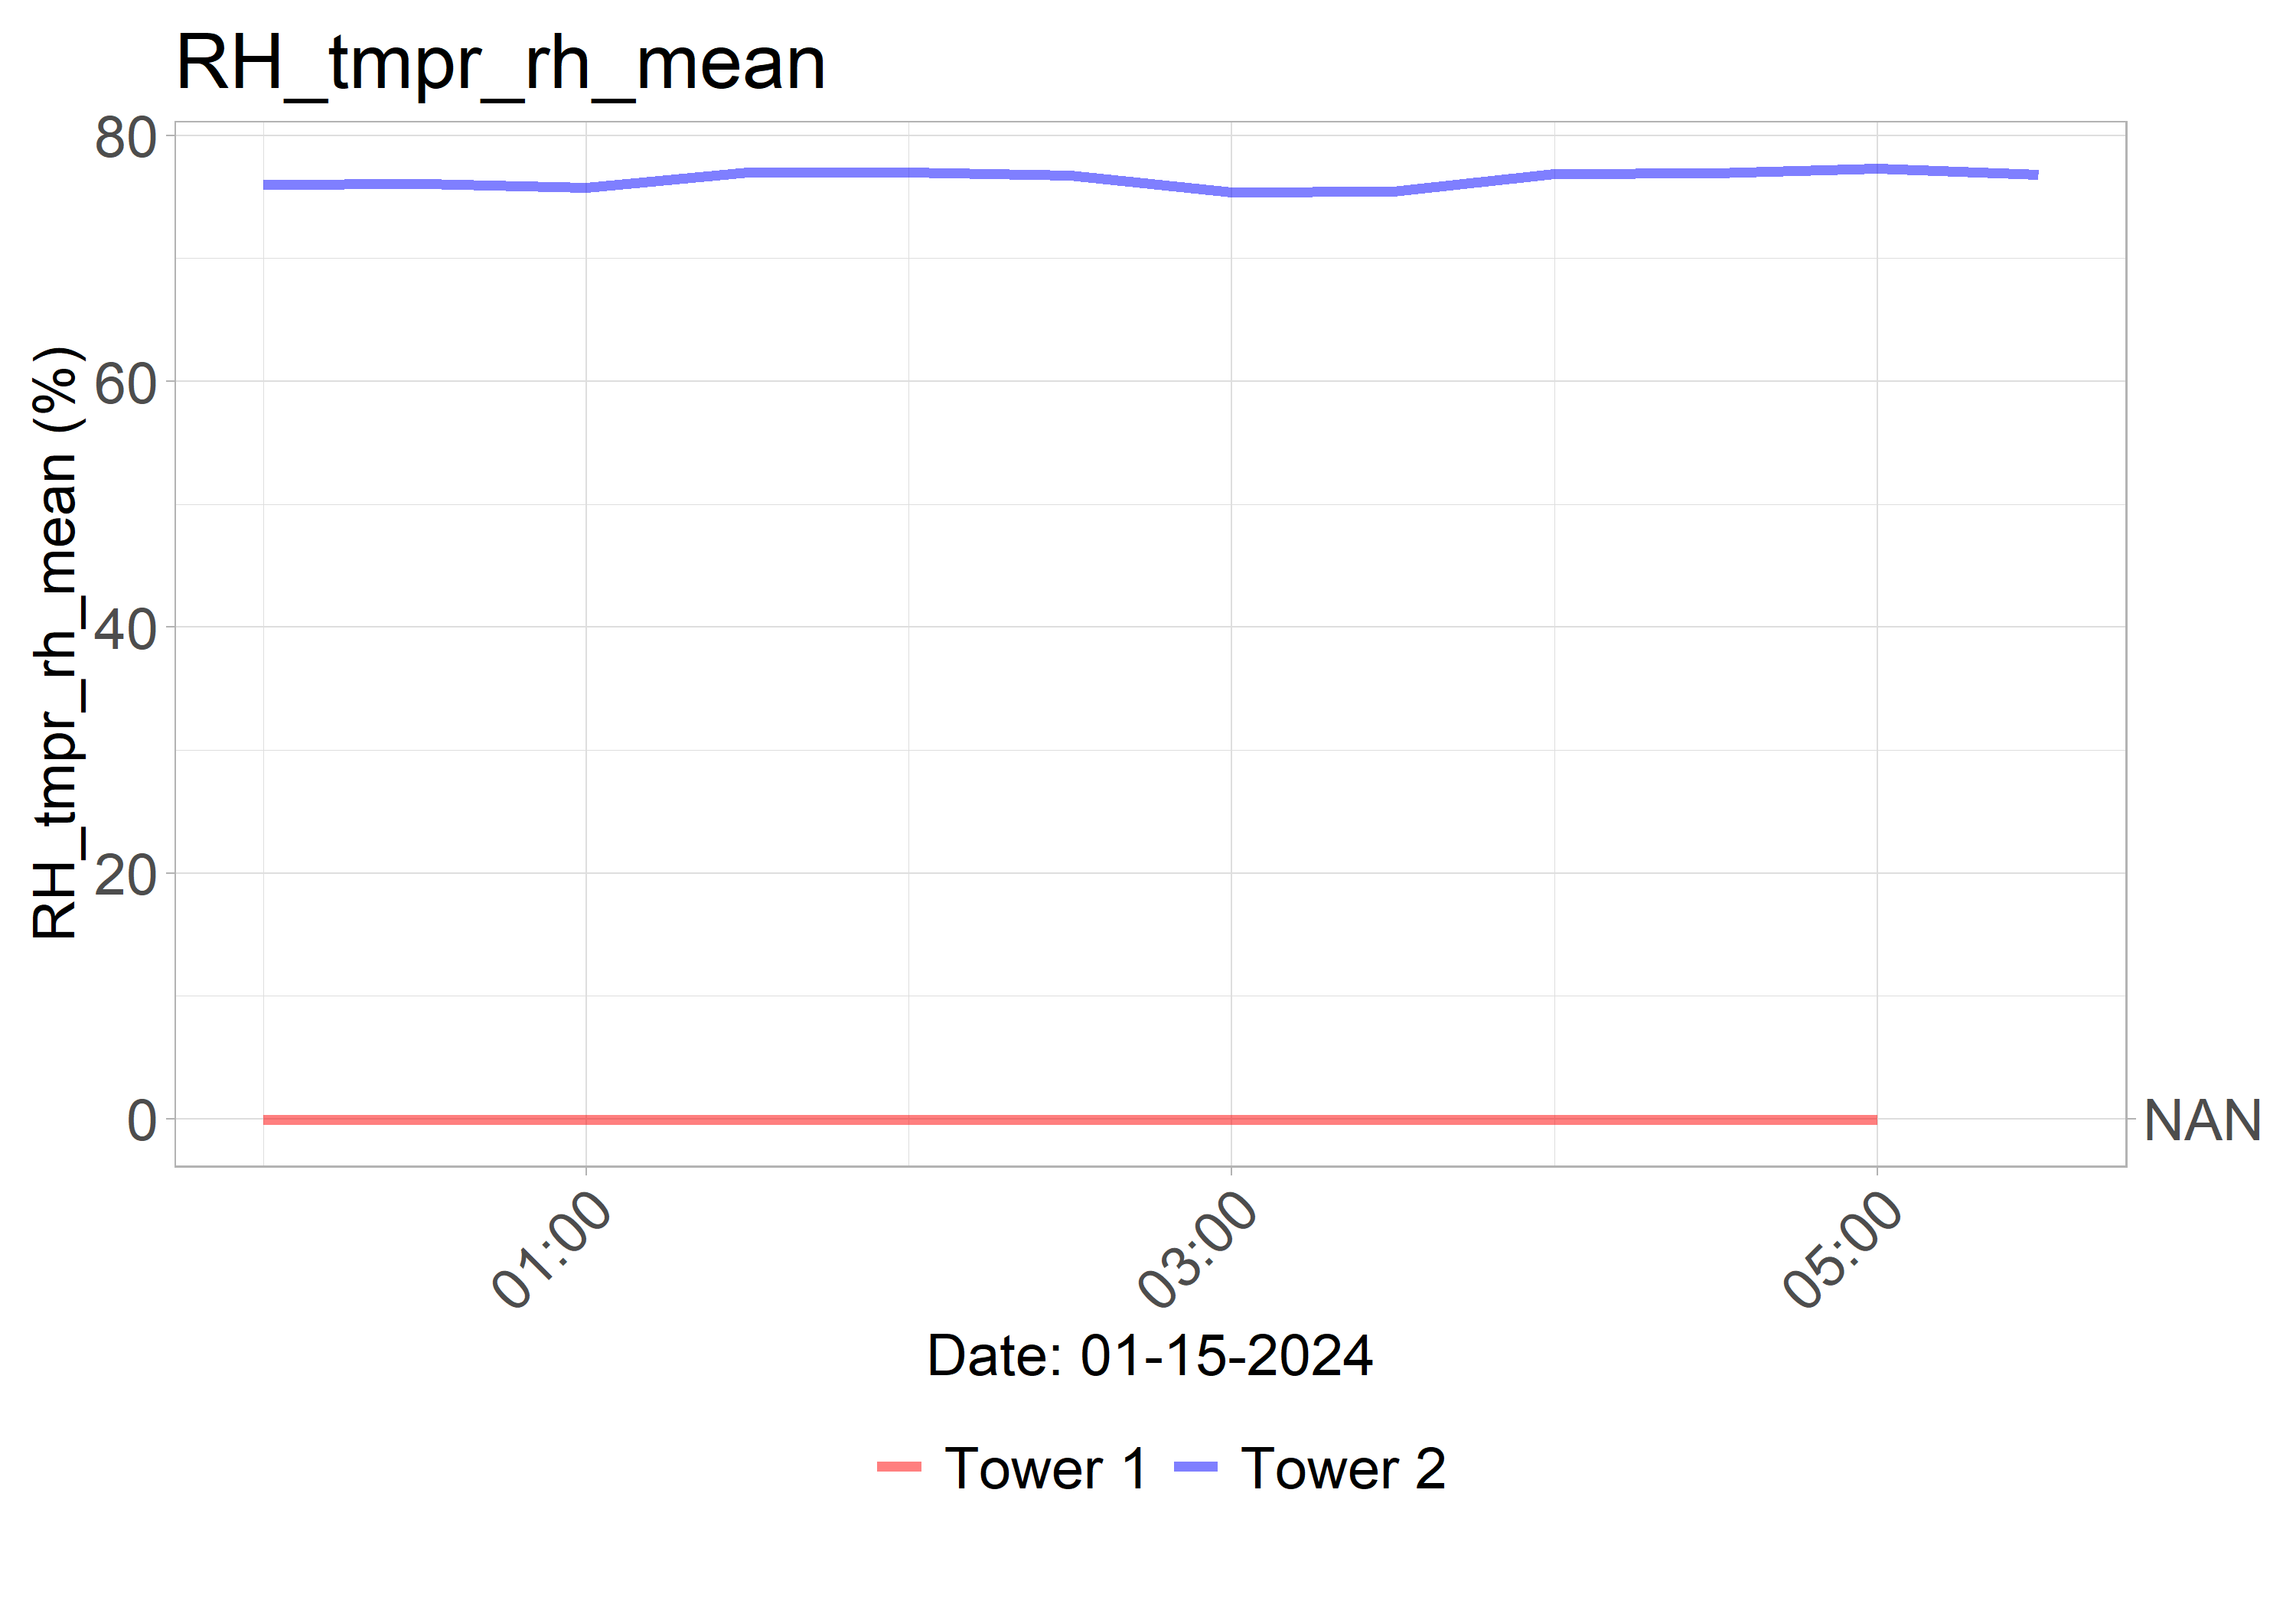 RH_tmpr_rh_mean
RH_tmpr_rh_mean (%)
80
60
40
20
0
NAN
01:00
03:00
05:00
Date: 01-15-2024
Tower 1
Tower 2